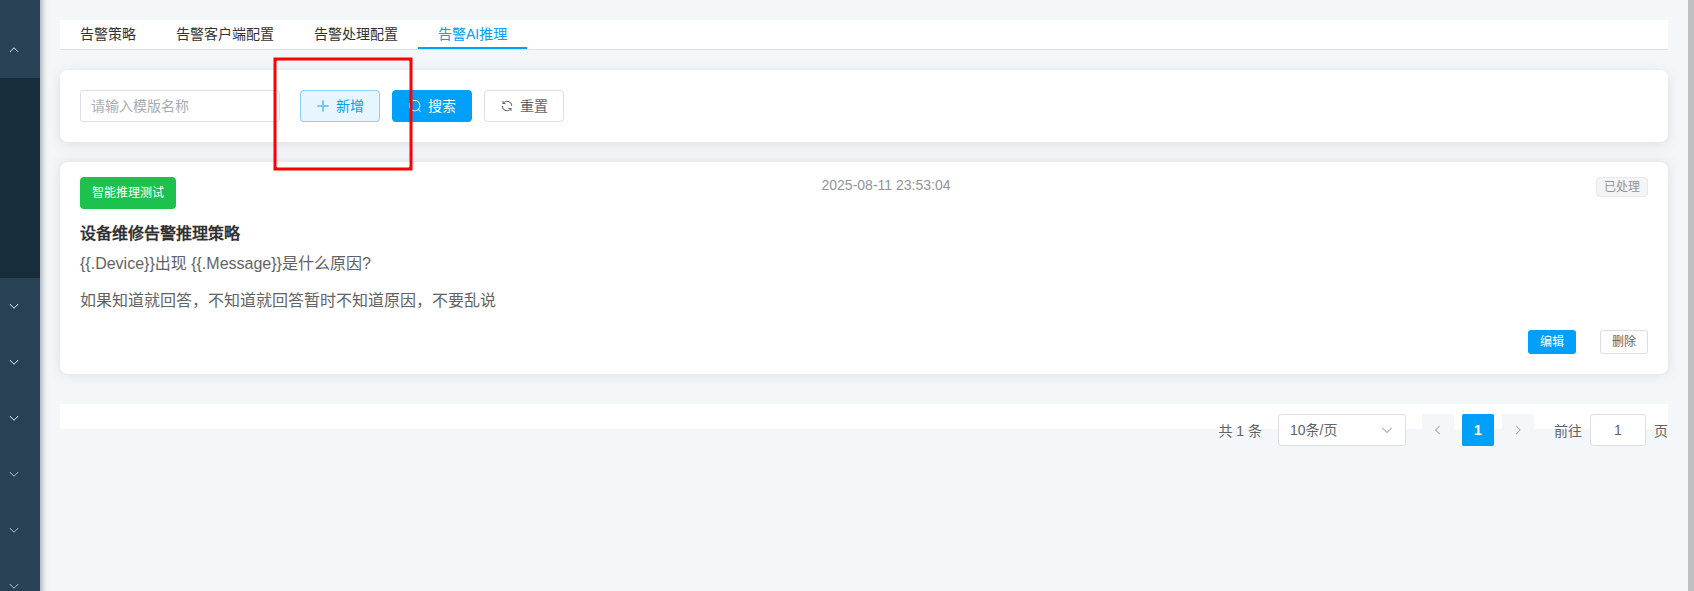 告警策略 告警客户端配置 告警处理配置 告警AI推理
请输入模版名称 新增 搜索 重置
智能推理测试 2025-08-11 23:53:04 已处理
设备维修告警推理策略
{{.Device}}出现 {{.Message}}是什么原因?
如果知道就回答，不知道就回答暂时不知道原因，不要乱说
编辑 删除
共 1 条 10条/页 1 前往 1 页